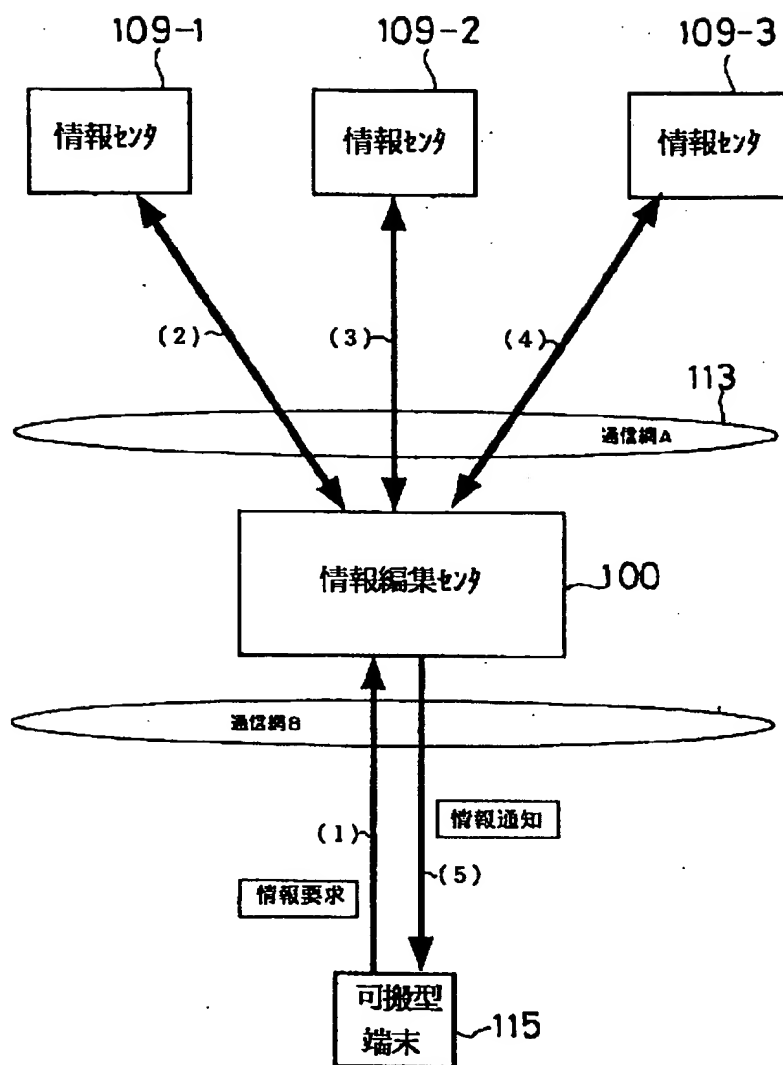 109-1
109-2
109-3
情報ｾﾝﾀ
情報ｾﾝﾀ
情報ｾﾝﾀ
(2)
(3)
(4)
113
通信網A
情報編集ｾﾝﾀ
100
通信網B
(1)
情報通知
(5)
情報要求
可搬型
端末
115